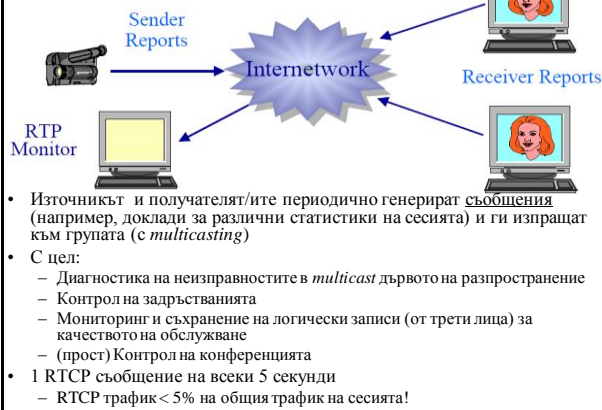 Sender
Reports
Internetwork
Receiver Reports
RTP
Monitor
• Източникът и получателят/ите периодично генерират съобщения
(например, доклади за различни статистики на сесията) и ги изпращат
към групата (с multicasting)
• С цел:
– Диагностика на неизправностите в multicast дървото на разпространение
– Контрол на задръстванията
– Мониторинг и съхранение на логически записи (от трети лица) за
качеството на обслужване
– (прост) Контрол на конференцията
• 1 RTCP съобщение на всеки 5 секунди
– RTCP трафик < 5% на общия трафик на сесията!